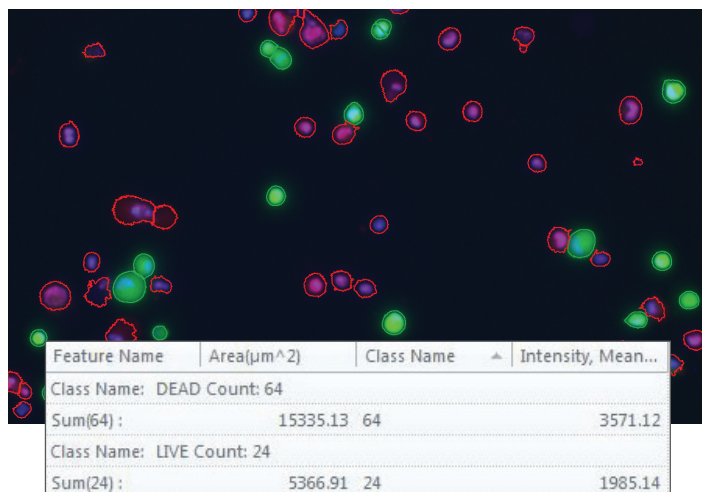 Feature Name Area(µm^2) Class Name Intensity, Mean...
Class Name: DEAD Count: 64
Sum(64) : 15335.13 64 3571.12
Class Name: LIVE Count: 24
Sum(24) : 5366.91 24 1985.14